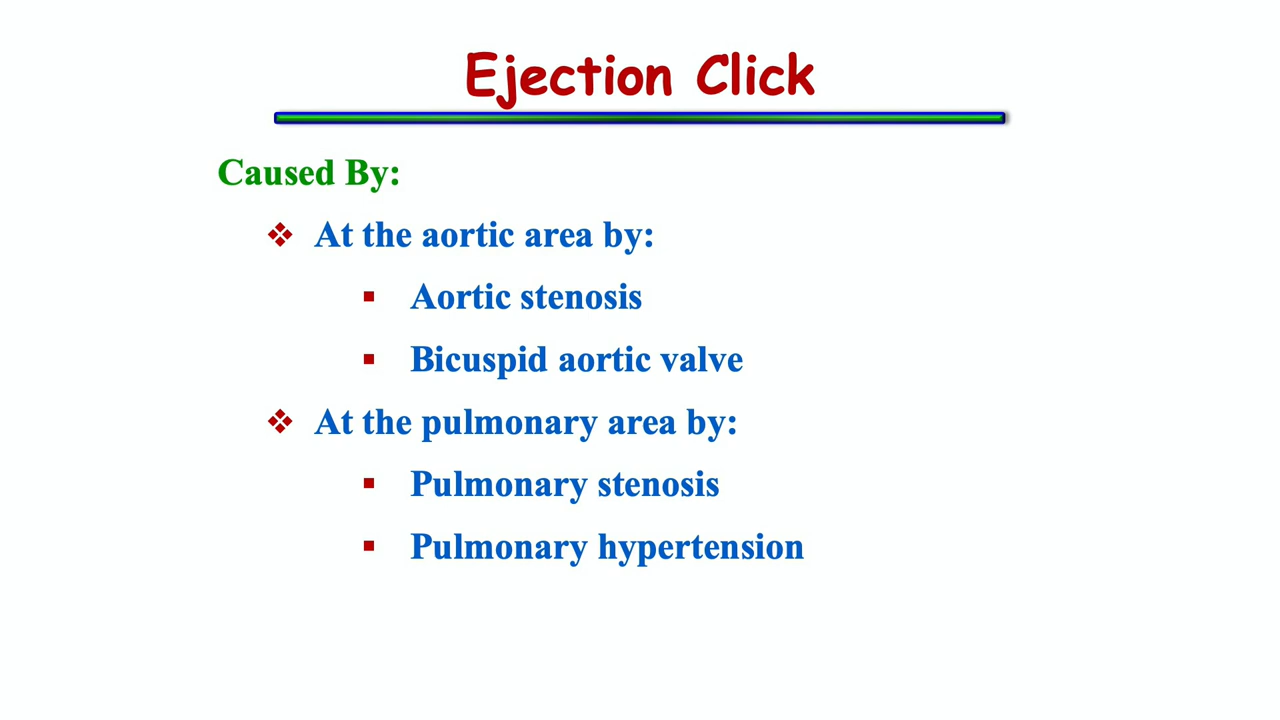 Ejection Click
Caused By:
❖ At the aortic area by:
▪ Aortic stenosis
▪ Bicuspid aortic valve
❖ At the pulmonary area by:
▪ Pulmonary stenosis
▪ Pulmonary hypertension